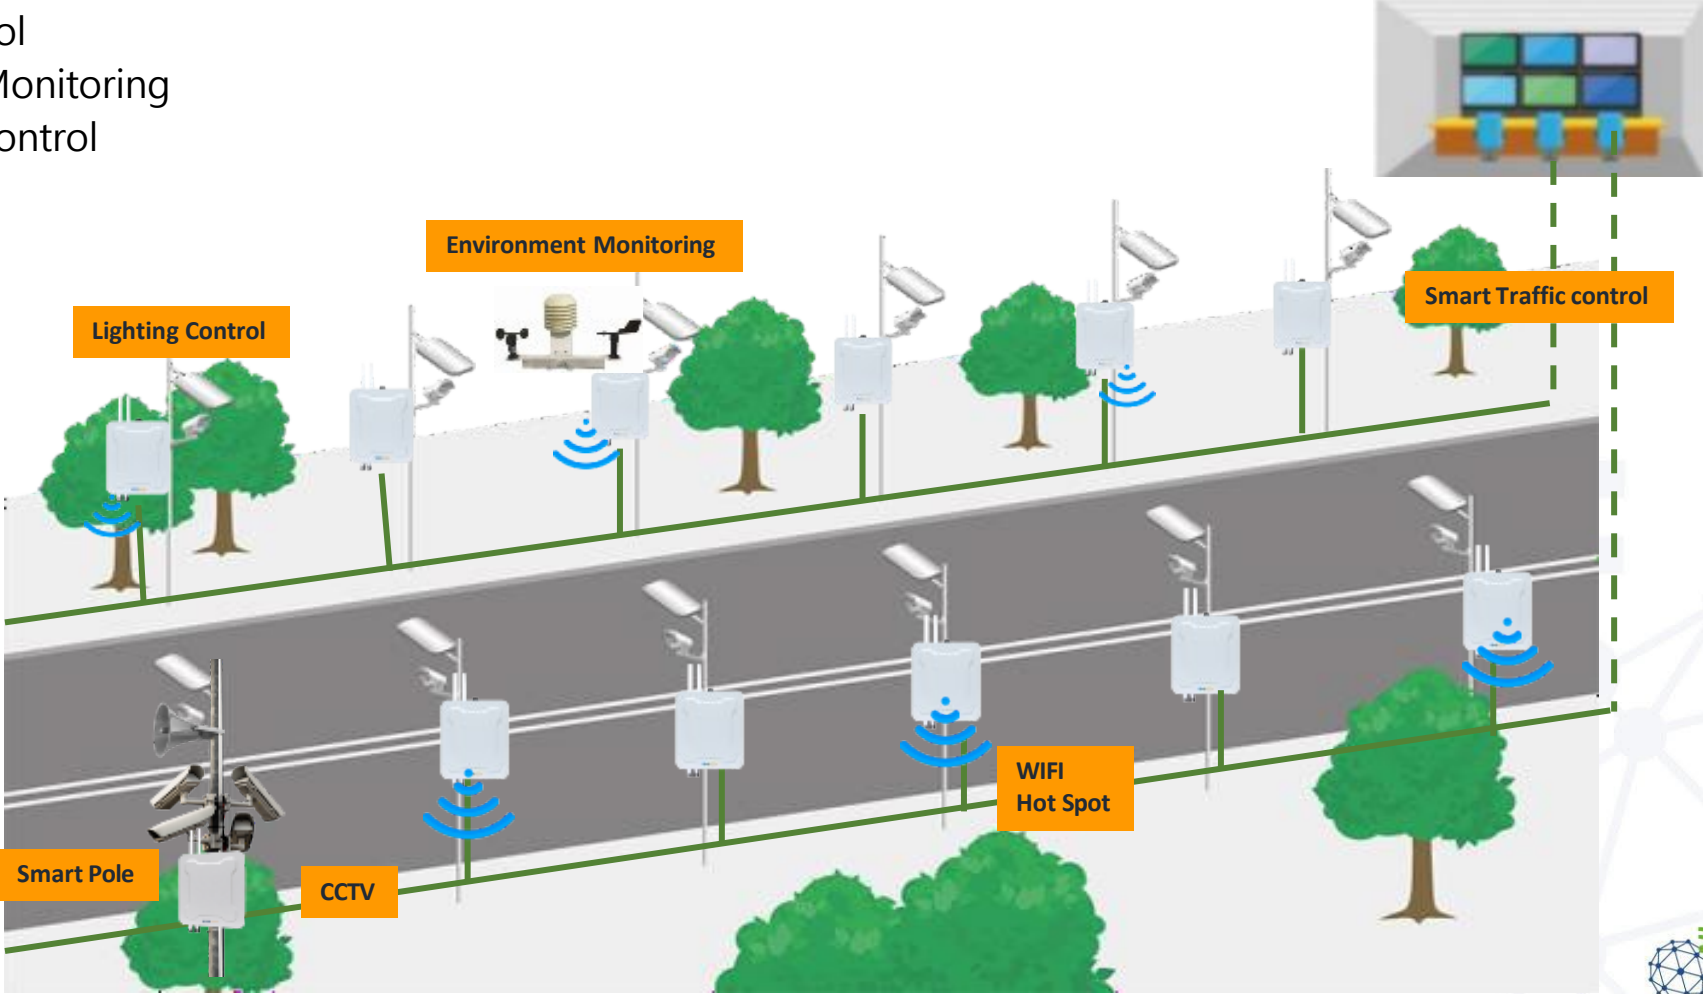 ol
Monitoring
ontrol
Environment Monitoring
Lighting Control
Smart Traffic control
WIFI
Hot Spot
Smart Pole
CCTV